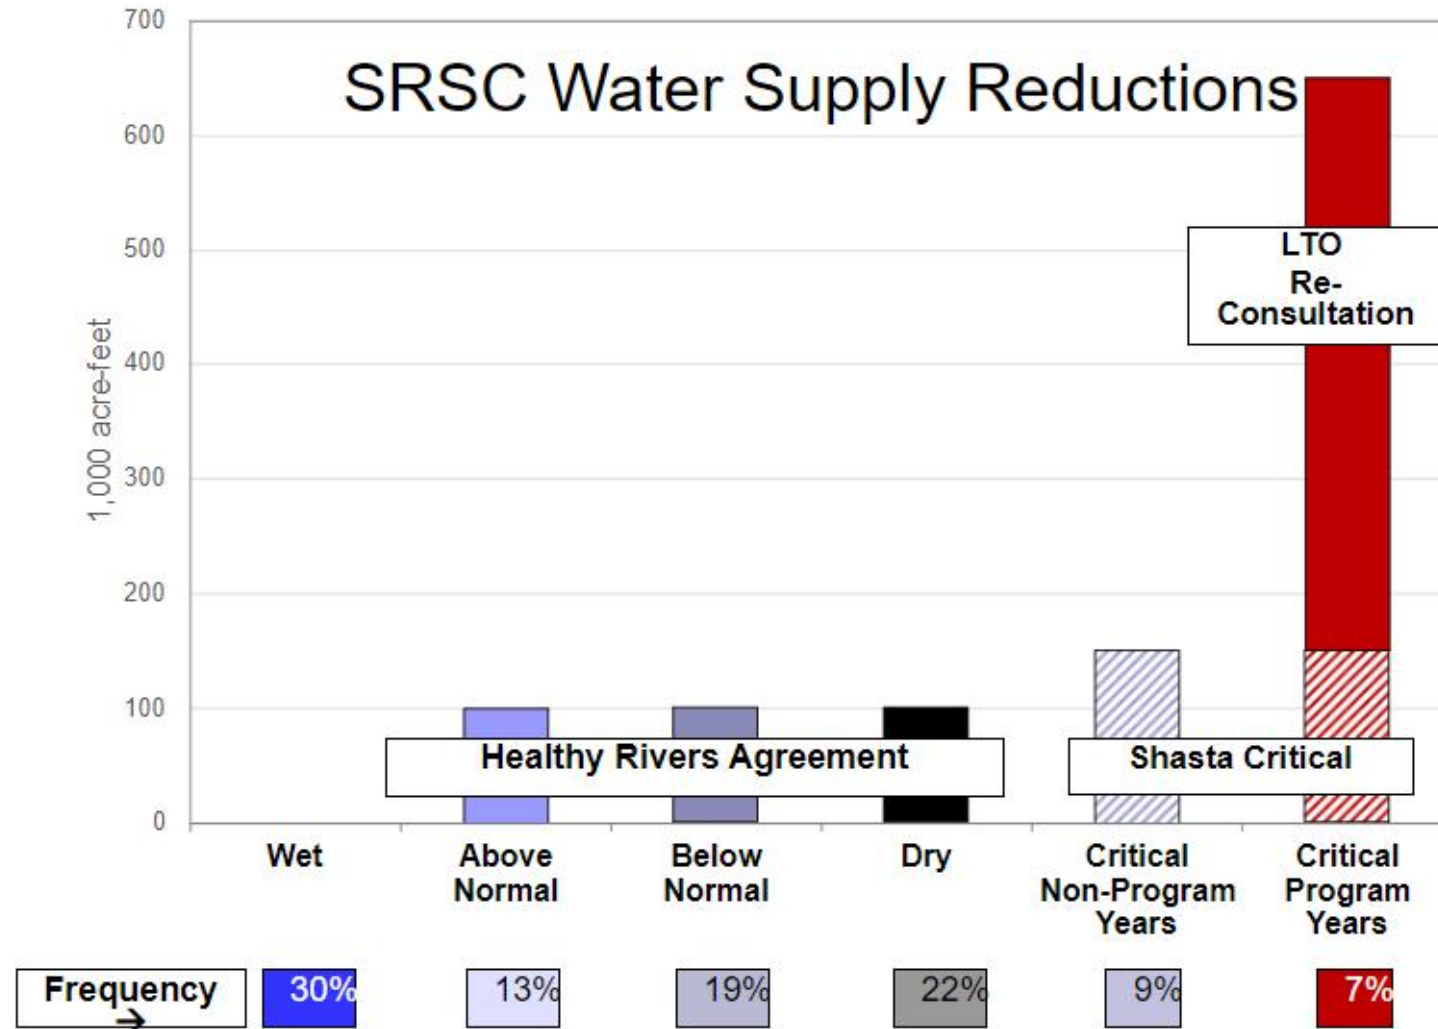 SRSC Water Supply Reductions
1,000 acre-feet
700
600
500
400
300
200
100
0
LTO
Re-
Consultation
Healthy Rivers Agreement
Shasta Critical
Wet
Above
Normal
Below
Normal
Dry
Critical
Non-Program
Years
Critical
Program
Years
Frequency
→
30%
13%
19%
22%
9%
7%